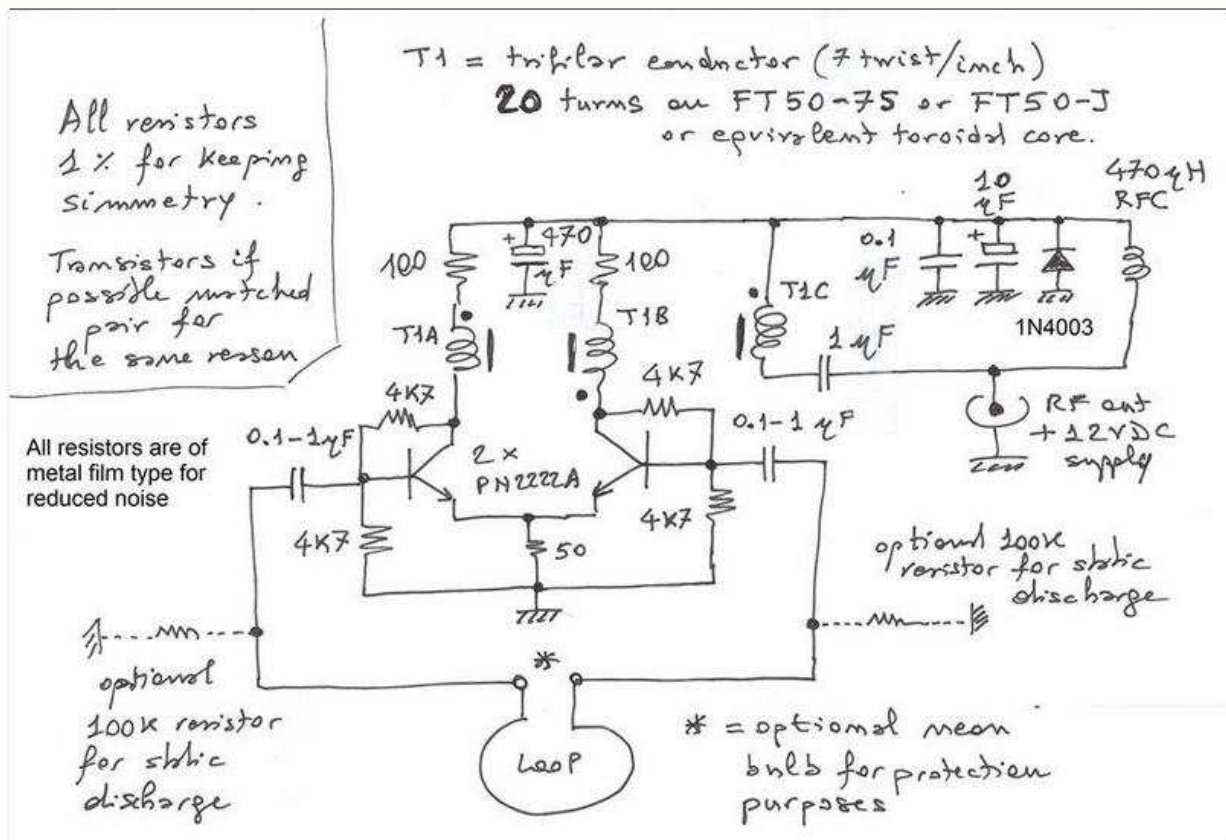 T1 = trifilar conductor (7 twist/inch)
20 turns on FT50-75 or FT50-J
or equivalent toroidal core.
All resistors
1% for keeping
simmetry.
Transistors if
possible matched
pair for
the same reason
All resistors are of
metal film type for
reduced noise
100
+
470
μF
100
T1A
T1B
T1C
0.1
μF
10
μF
+
470μH
RFC
1N4003
1μF
RF out
+12VDC
supply
4K7
4K7
0.1-1μF
0.1-1μF
2x
PN2222A
4K7
4K7
50
optional 100K
resistor for static
discharge
optional
100K resistor
for static
discharge
*
LOOP
* = optional neon
bulb for protection
purposes